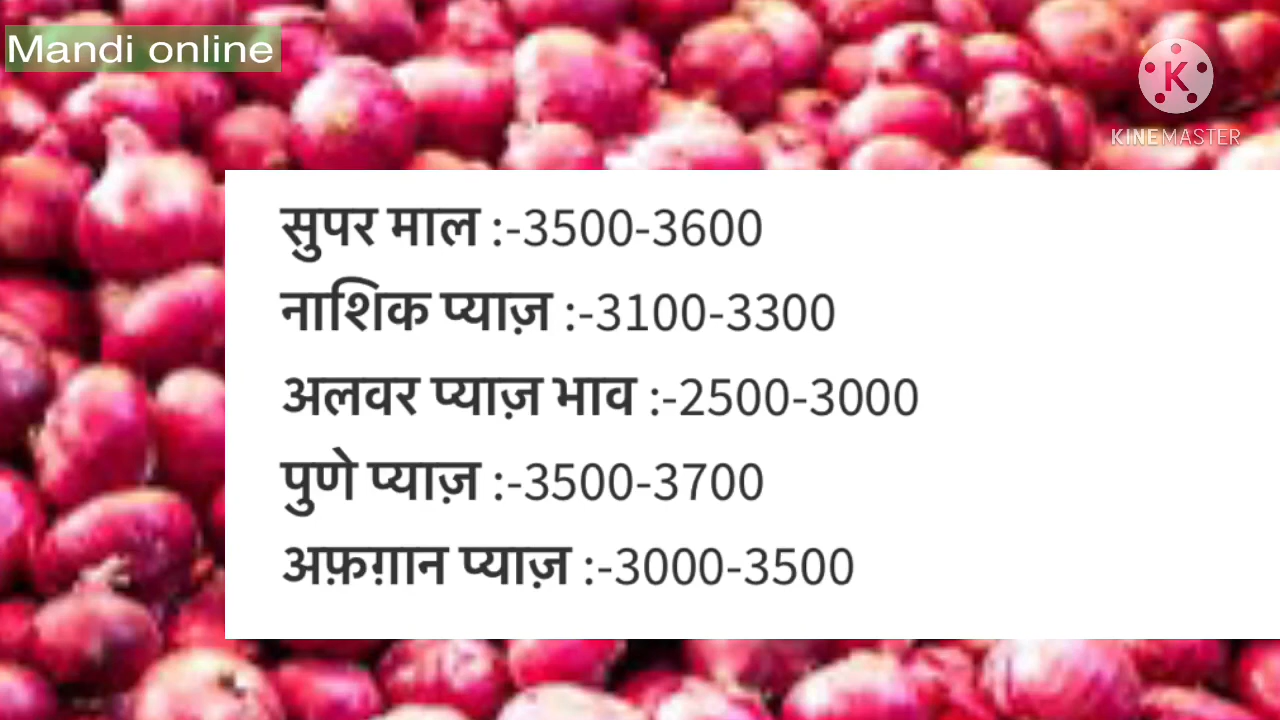 Mandi online
KINEMASTER
सुपर माल :-3500-3600
नाशिक प्याज़ :-3100-3300
अलवर प्याज़ भाव :-2500-3000
पुणे प्याज़ :-3500-3700
अफ़ग़ान प्याज़ :-3000-3500